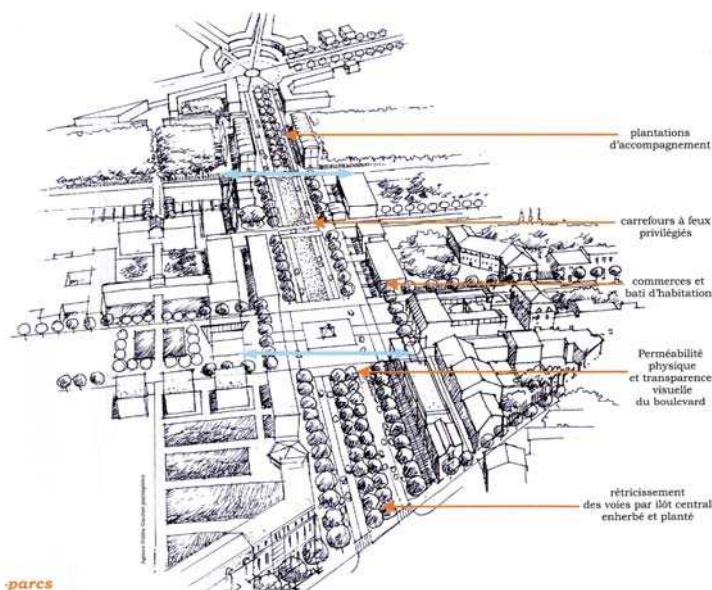 plantations
d'accompagnement
carrefours à feux
privilégiés
commerces et
bati d'habitation
Perméabilité
physique
et transparence
visuelle
du boulevard
rétricissement
des voies par ilôt central
enherbé et planté
-parcs